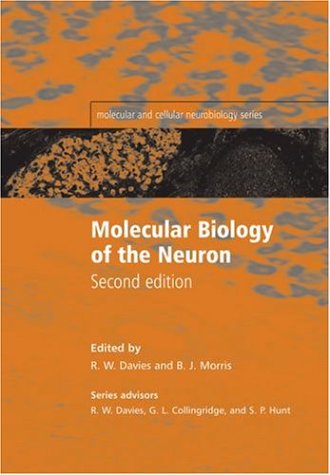 molecular and cellular neurobiology series
Molecular Biology
of the Neuron
Second edition
Edited by
R. W. Davies and B. J. Morris
Series advisors
R. W. Davies, G. L. Collingridge, and S. P. Hunt